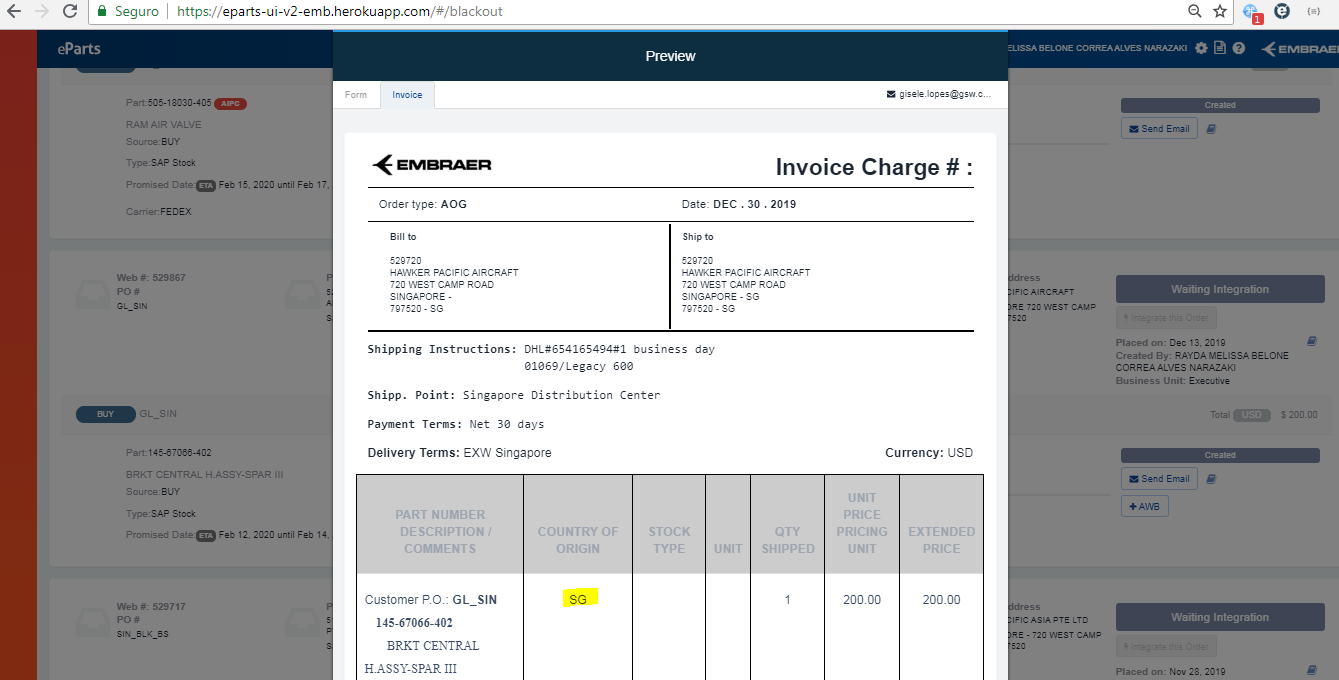 Seguro https://eparts-ui-v2-emb.herokuapp.com/#/blackout
1
eParts
ELISSA BELONE CORREA ALVES NARAZAKI
EMBRAE
Preview
Form Invoice
gisele.lopes@gsw.c...
Part:505-18030-405 AIPC
RAM AIR VALVE
Source:BUY
Type:SAP Stock
Promised Date: ETA Feb 15, 2020 until Feb 17,
Carrier:FEDEX
Web #: 529867
PO #
GL_SIN
BUY GL_SIN
Part:145-67066-402
BRKT CENTRAL H.ASSY-SPAR III
Source:BUY
Type:SAP Stock
Promised Date: ETA Feb 12, 2020 until Feb 14,
Web #: 529717
PO #
SIN_BLK_BS
EMBRAER
Invoice Charge # :
Order type: AOG
Date: DEC . 30 . 2019
Bill to
529720
HAWKER PACIFIC AIRCRAFT
720 WEST CAMP ROAD
SINGAPORE -
797520 - SG
Ship to
529720
HAWKER PACIFIC AIRCRAFT
720 WEST CAMP ROAD
SINGAPORE - SG
797520 - SG
Shipping Instructions: DHL#654165494#1 business day
01069/Legacy 600
Shipp. Point: Singapore Distribution Center
Payment Terms: Net 30 days
Delivery Terms: EXW Singapore
Currency: USD
PART NUMBER
DESCRIPTION /
COMMENTS
COUNTRY OF
ORIGIN
STOCK
TYPE
UNIT
QTY
SHIPPED
UNIT
PRICE
PRICING
UNIT
EXTENDED
PRICE
Customer P.O.: GL_SIN
145-67066-402
BRKT CENTRAL
H.ASSY-SPAR III
SG
1
200.00
200.00
Created
Send Email
ddress
IFIC AIRCRAFT
ORE 720 WEST CAMP
7520
Waiting Integration
Integrate this Order
Placed on: Dec 13, 2019
Created By: RAYDA MELISSA BELONE
CORREA ALVES NARAZAKI
Business Unit: Executive
Total USD $ 200.00
Created
Send Email
+ AWB
ddress
IFIC ASIA PTE LTD
ORE - 720 WEST CAMP
7520
Waiting Integration
Integrate this Order
Placed on: Nov 28, 2019